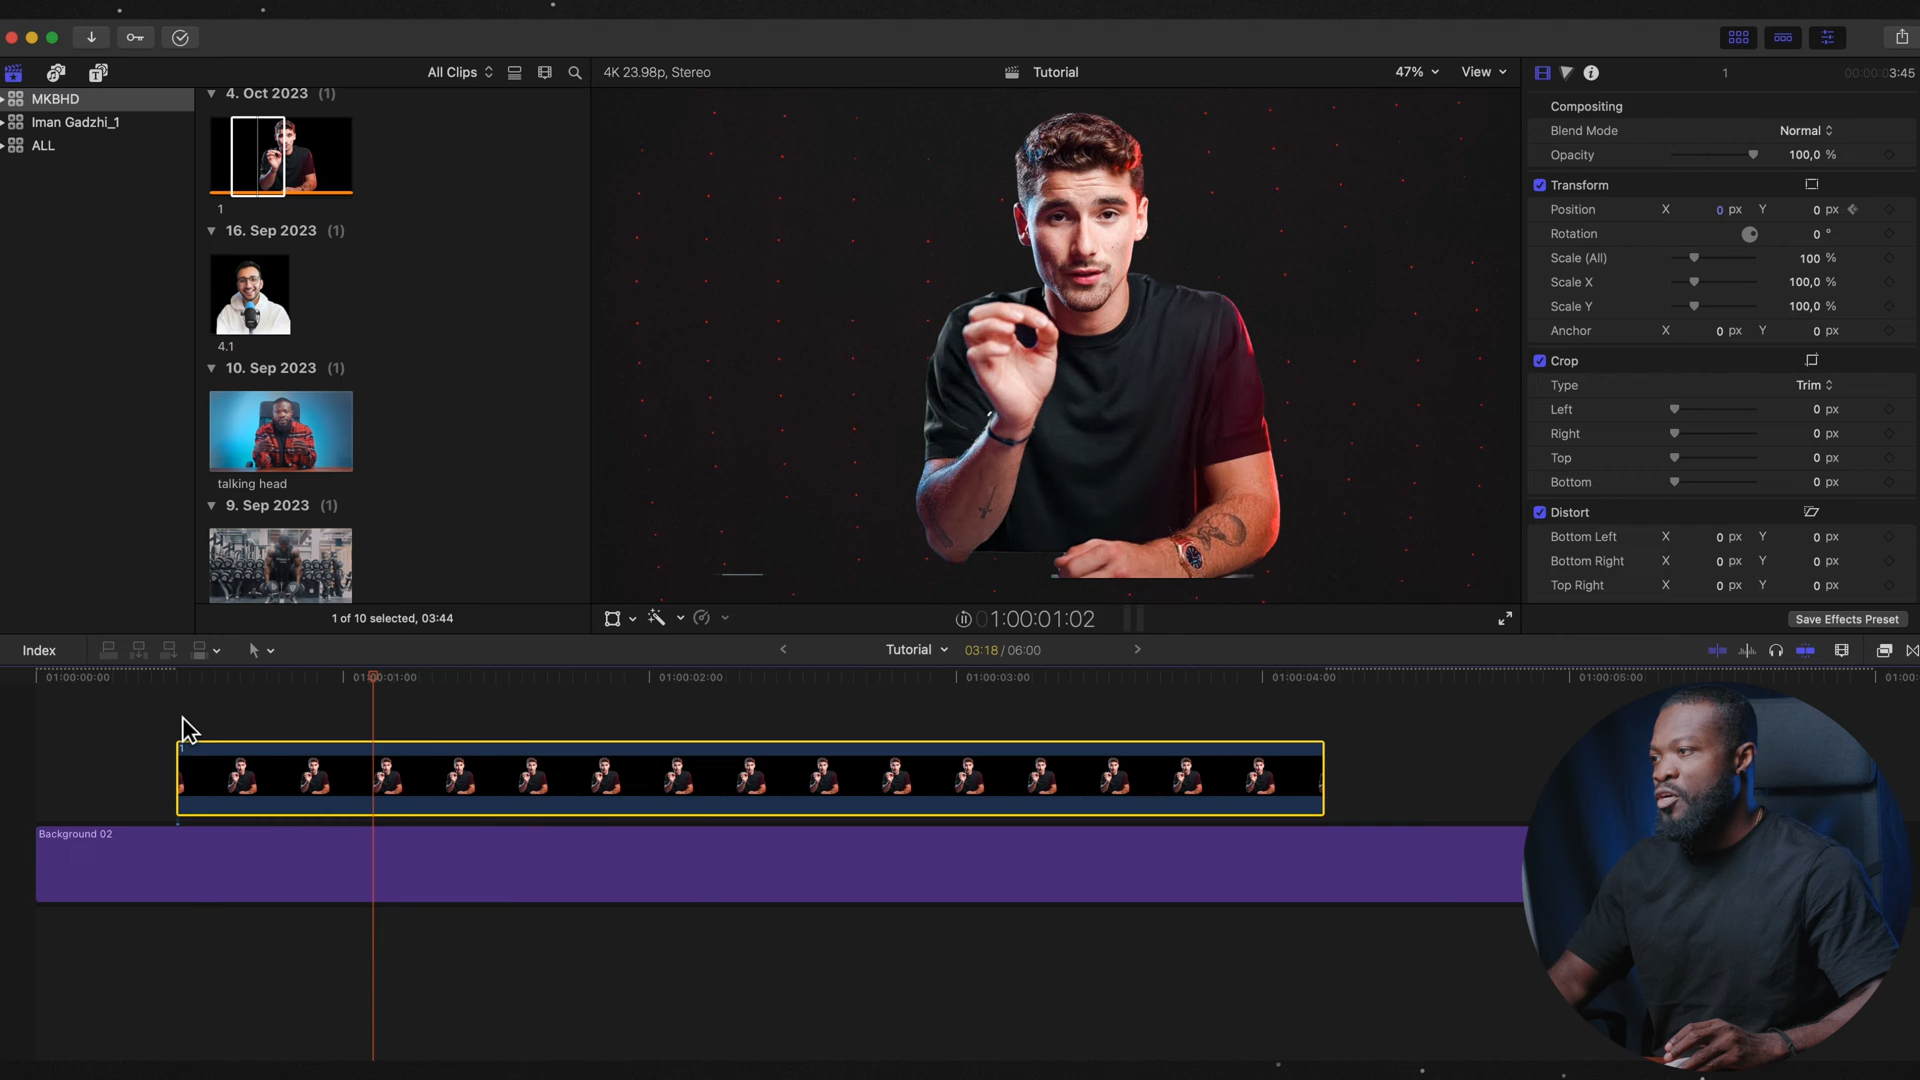 All Clips
4K 23.98p, Stereo
Tutorial
47%
View
1
00:00:03:45
MKBHD
Iman Gadzhi_1
ALL
4. Oct 2023 (1)
1
16. Sep 2023 (1)
4.1
10. Sep 2023 (1)
talking head
9. Sep 2023 (1)
1 of 10 selected, 03:44
01:00:01:02
Compositing
Blend Mode Normal
Opacity 100,0 %
Transform
Position X 0 px Y 0 px
Rotation 0 °
Scale (All) 100 %
Scale X 100,0 %
Scale Y 100,0 %
Anchor X 0 px Y 0 px
Crop
Type Trim
Left 0 px
Right 0 px
Top 0 px
Bottom 0 px
Distort
Bottom Left X 0 px Y 0 px
Bottom Right X 0 px Y 0 px
Top Right X 0 px Y 0 px
Save Effects Preset
Index
Tutorial
03:18 / 06:00
01:00:00:00
01:00:01:00
01:00:02:00
01:00:03:00
01:00:04:00
01:00:05:00
01:00:
1
Background 02